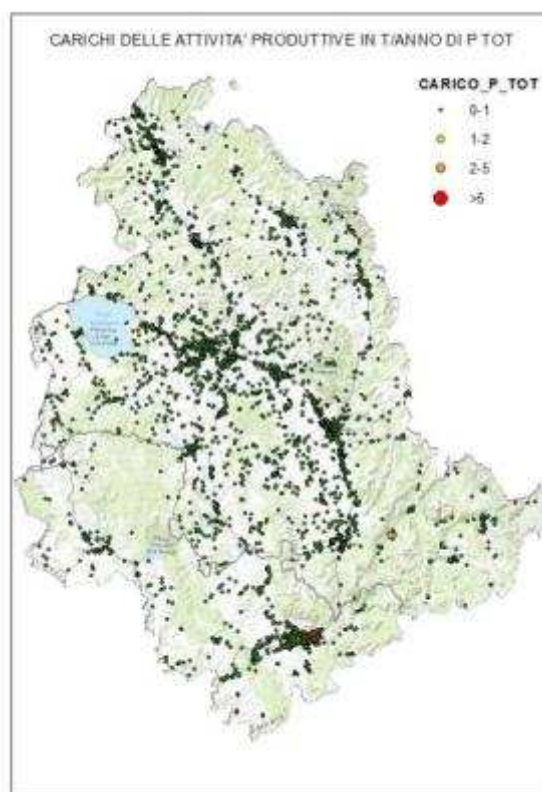 CARICHI DELLE ATTIVITA' PRODUTTIVE IN T/ANNO DI P TOT
CARICO_P_TOT
0-1
1-2
2-5
>5